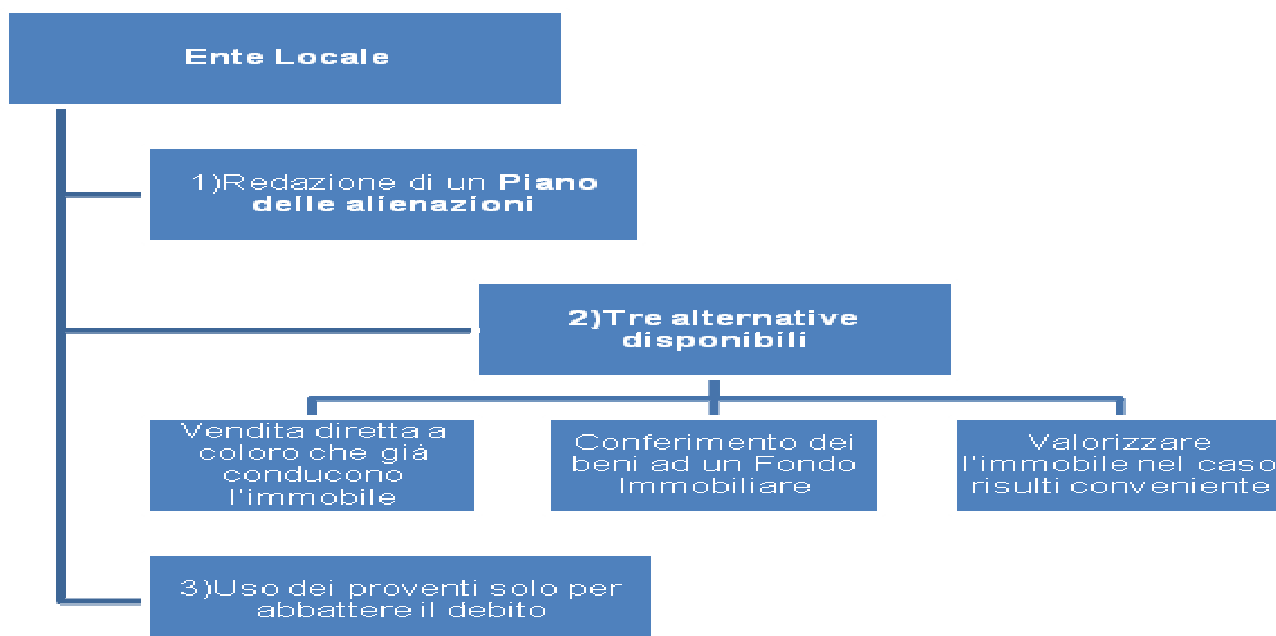 Ente Locale
1)Redazione di un Piano
delle alienazioni
2)Tre alternative
disponibili
Vendita diretta a
coloro che già
conducono
l'immobile
Conferimento dei
beni ad un Fondo
Immobiliare
Valorizzare
l'immobile nel caso
risulti conveniente
3)Uso dei proventi solo per
abbattere il debito